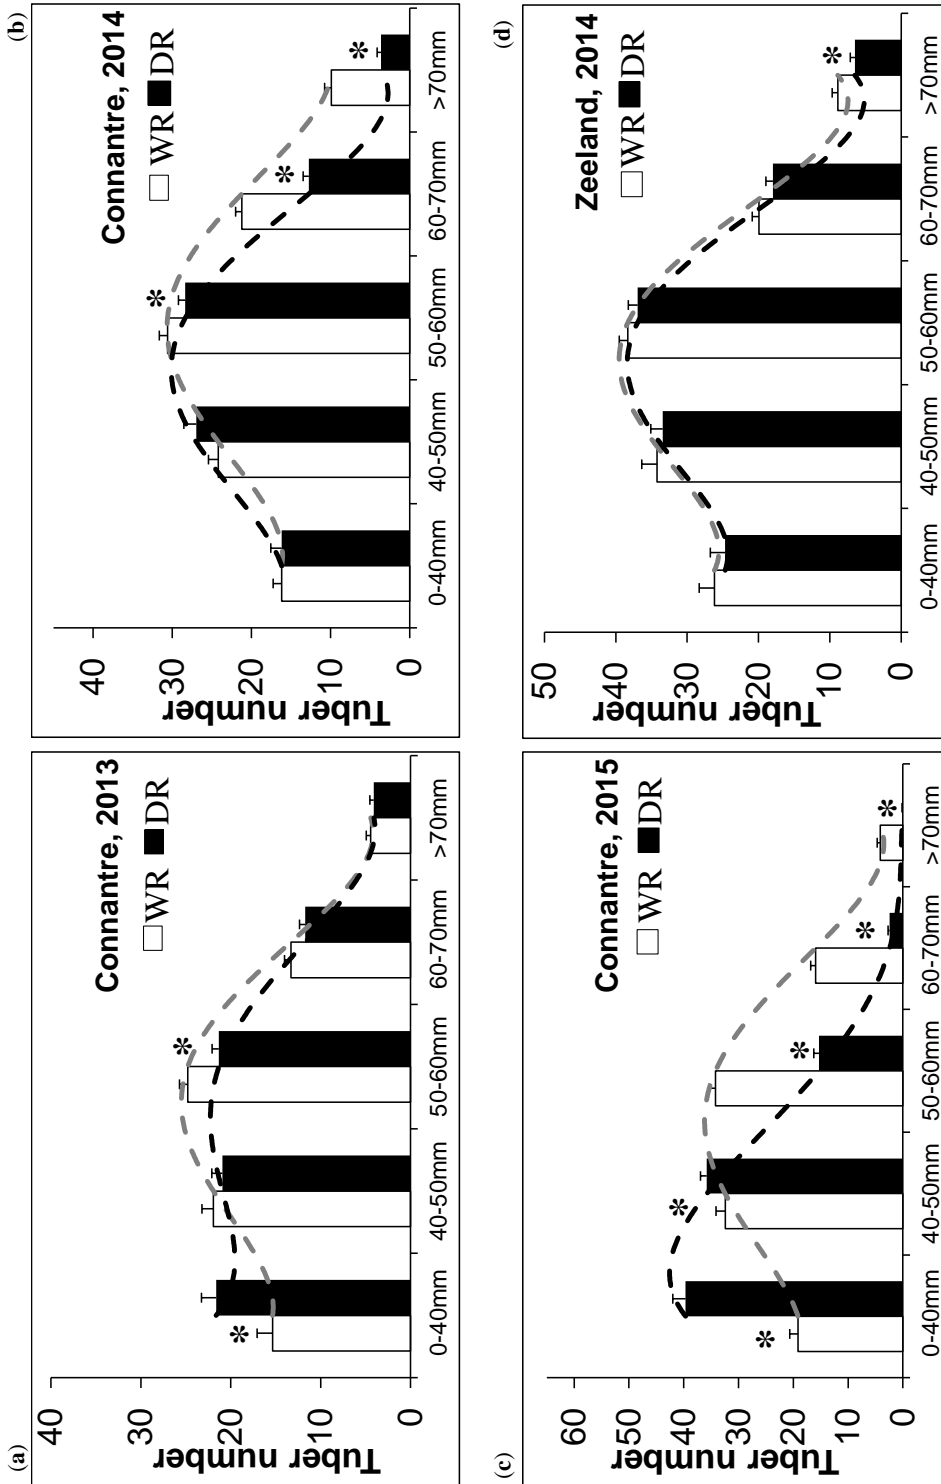 (a)
Connantre, 2013
WR DR
Tuber number
40
30
20
10
0
* *
0-40mm 40-50mm 50-60mm 60-70mm >70mm
(b)
Connantre, 2014
WR DR
Tuber number
40
30
20
10
0
* * *
0-40mm 40-50mm 50-60mm 60-70mm >70mm
(c)
Connantre, 2015
WR DR
Tuber number
60
50
40
30
20
10
0
* * * * *
0-40mm 40-50mm 50-60mm 60-70mm >70mm
(d)
Zeeland, 2014
WR DR
Tuber number
50
40
30
20
10
0
*
0-40mm 40-50mm 50-60mm 60-70mm >70mm